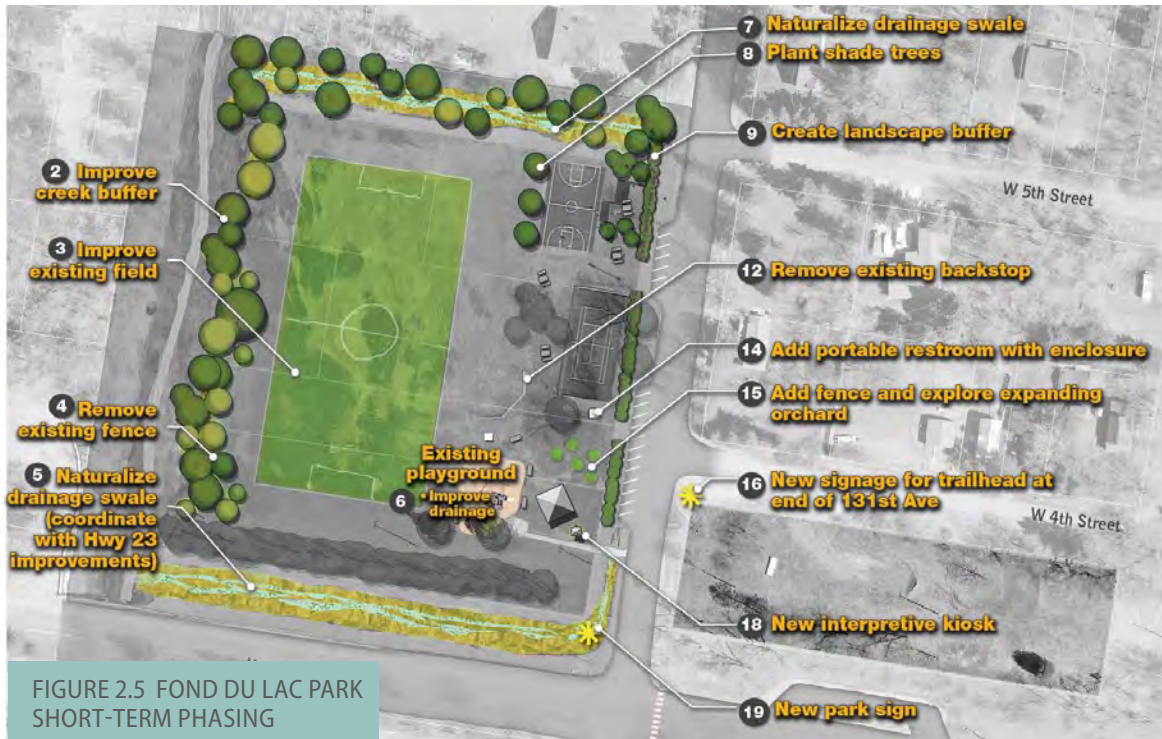 7 Naturalize drainage swale
8 Plant shade trees
9 Create landscape buffer
W 5th Street
2 Improve
creek buffer
3 Improve
existing field
12 Remove existing backstop
14 Add portable restroom with enclosure
15 Add fence and explore expanding
orchard
4 Remove
existing fence
Existing
playground
6 • Improve
drainage
5 Naturalize
drainage swale
(coordinate
with Hwy 23
improvements)
16 New signage for trailhead at
end of 131st Ave
W 4th Street
18 New interpretive kiosk
19 New park sign
FIGURE 2.5 FOND DU LAC PARK
SHORT-TERM PHASING